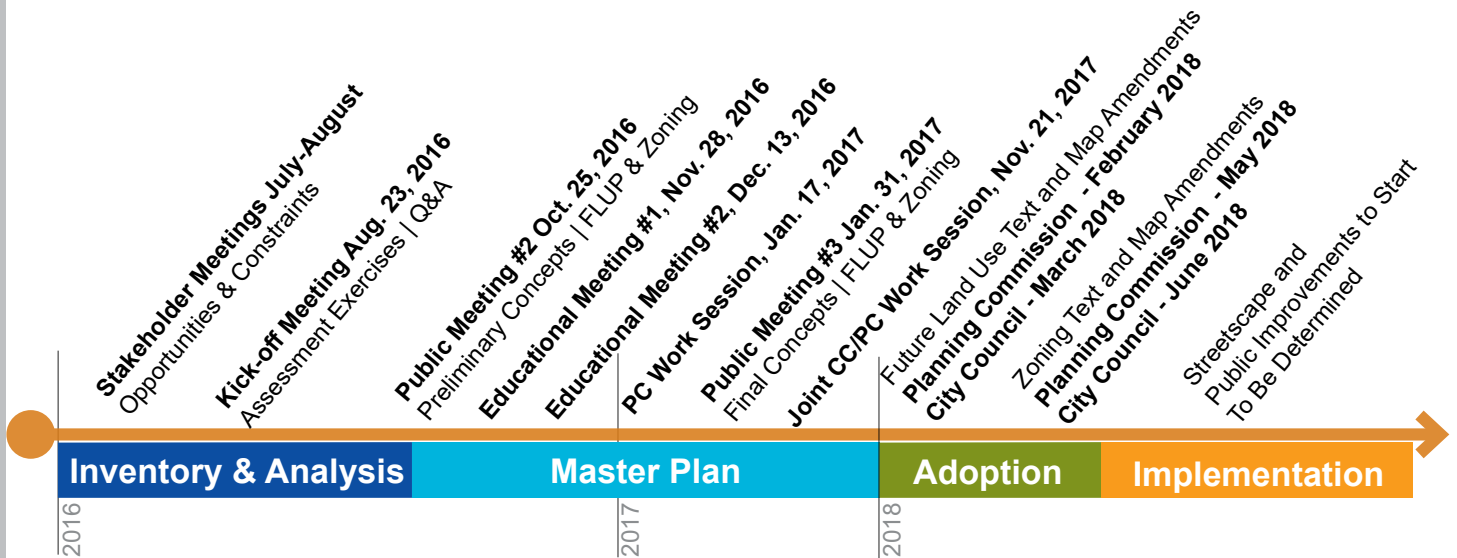 Stakeholder Meetings July-August
Opportunities & Constraints
Kick-off Meeting Aug. 23, 2016
Assessment Exercises | Q&A
Public Meeting #2 Oct. 25, 2016
Preliminary Concepts | FLUP & Zoning
Educational Meeting #1, Nov. 28, 2016
Educational Meeting #2, Dec. 13, 2016
PC Work Session, Jan. 17, 2017
Public Meeting #3 Jan. 31, 2017
Final Concepts | FLUP & Zoning
Joint CC/PC Work Session, Nov. 21, 2017
Future Land Use Text and Map Amendments
Planning Commission - February 2018
City Council - March 2018
Zoning Text and Map Amendments
Planning Commission - May 2018
City Council - June 2018
Streetscape and
Public Improvements to Start
To Be Determined
Inventory & Analysis
Master Plan
Adoption
Implementation
2016
2017
2018